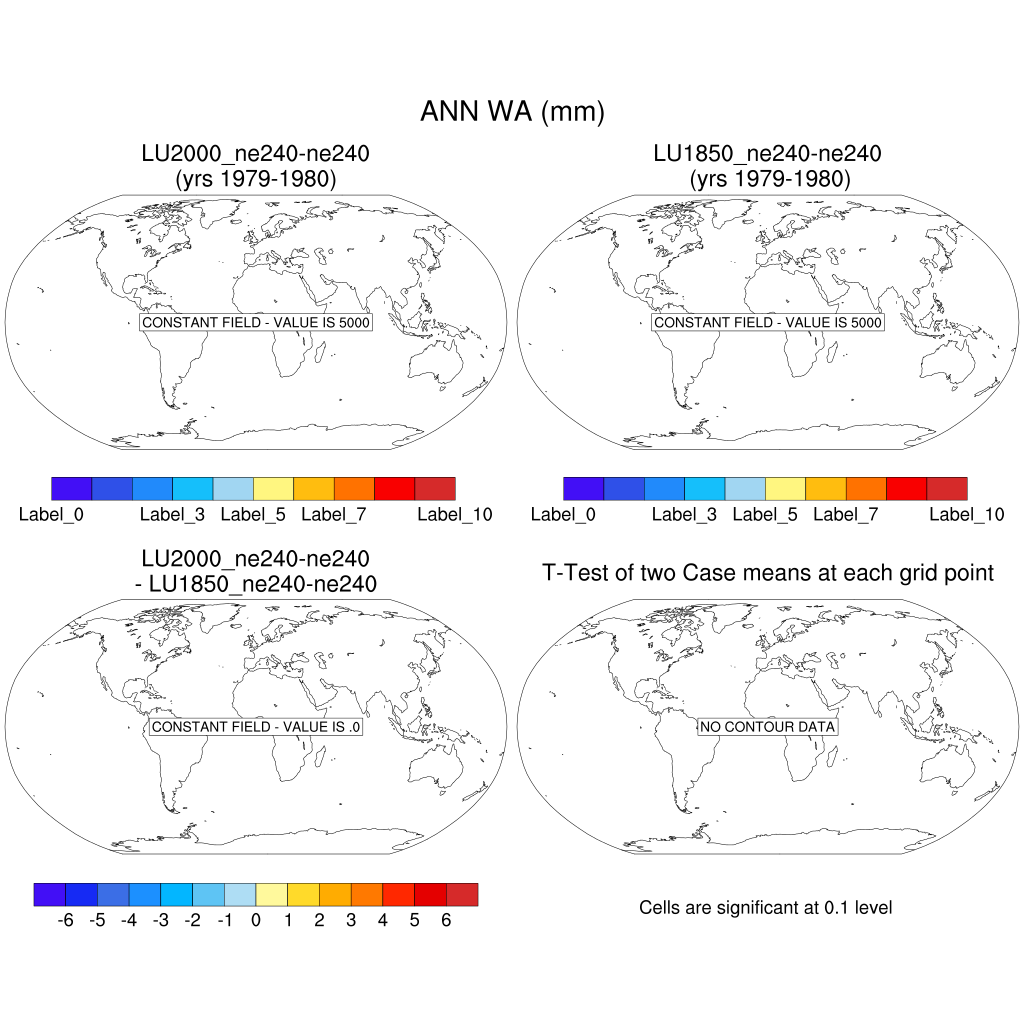 ANN WA (mm)
LU2000_ne240-ne240
(yrs 1979-1980)
LU1850_ne240-ne240
(yrs 1979-1980)
CONSTANT FIELD - VALUE IS 5000
CONSTANT FIELD - VALUE IS 5000
Label_0 Label_3 Label_5 Label_7 Label_10
Label_0 Label_3 Label_5 Label_7 Label_10
LU2000_ne240-ne240
- LU1850_ne240-ne240
T-Test of two Case means at each grid point
CONSTANT FIELD - VALUE IS .0
NO CONTOUR DATA
-6 -5 -4 -3 -2 -1 0 1 2 3 4 5 6
Cells are significant at 0.1 level